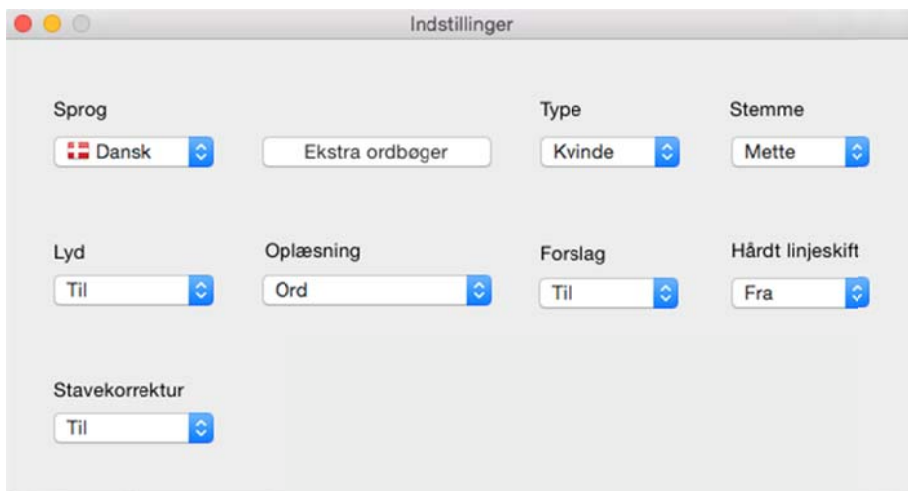 Indstillinger
Sprog
Type
Stemme
Dansk
Ekstra ordbøger
Kvinde
Mette
Lyd
Oplæsning
Forslag
Hårdt linjeskift
Til
Ord
Til
Fra
Stavekorrektur
Til